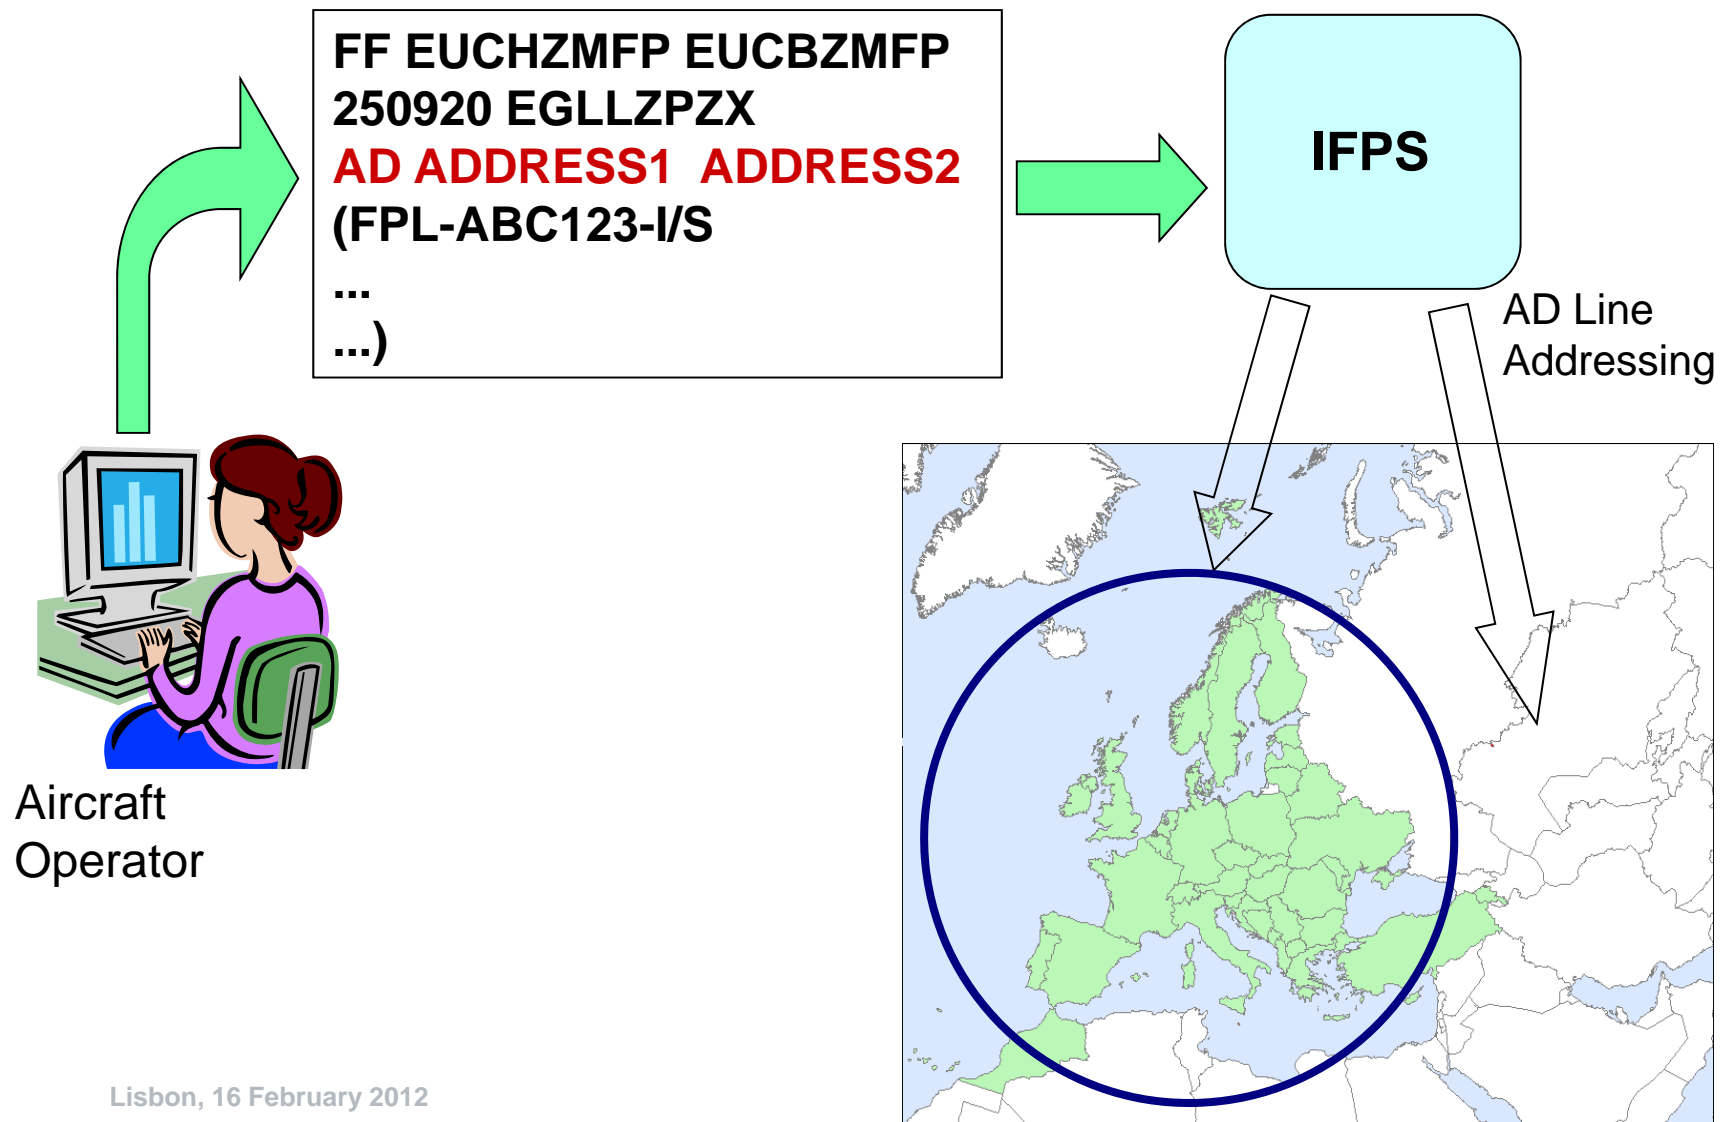 FF EUCHZMFP EUCBZMFP
250920 EGLLZPZX
AD ADDRESS1  ADDRESS2
(FPL-ABC123-I/S
...
...)
IFPS
AD Line
Addressing
Aircraft
Operator
Lisbon, 16 February 2012